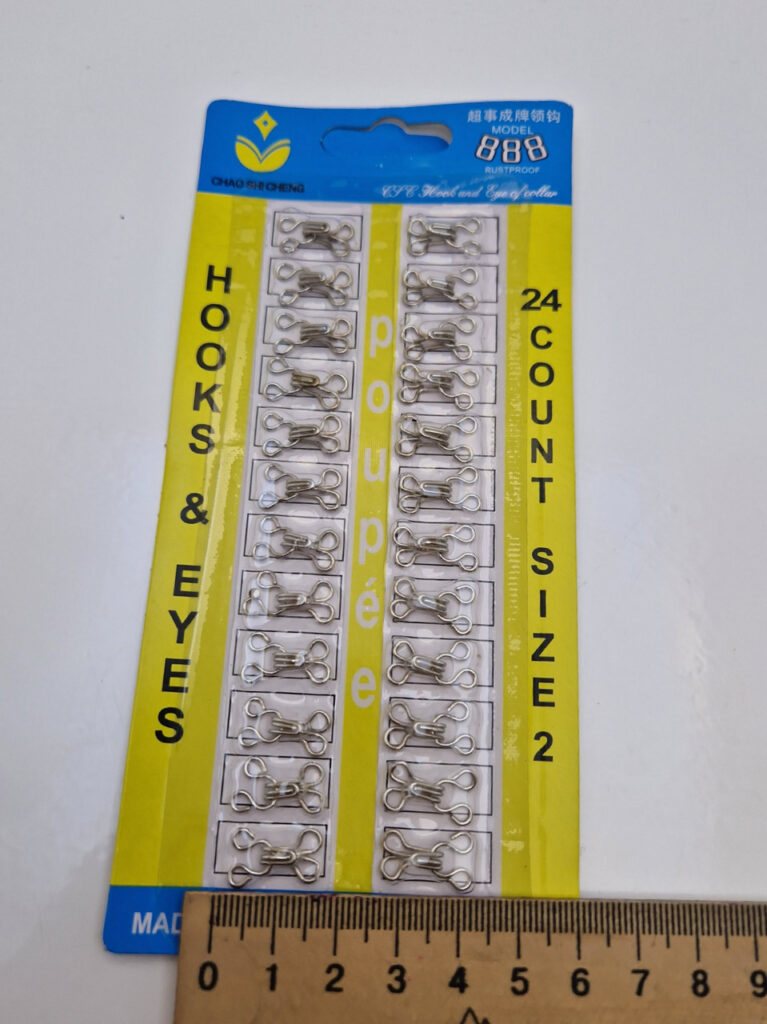 CHAO SHI CHENG
超事成牌领钩
MODEL
888
RUSTPROOF
CSC Hook and Eye of collar
HOOKS & EYES
poupée
24 COUNT SIZE 2
MAD
0 1 2 3 4 5 6 7 8 9